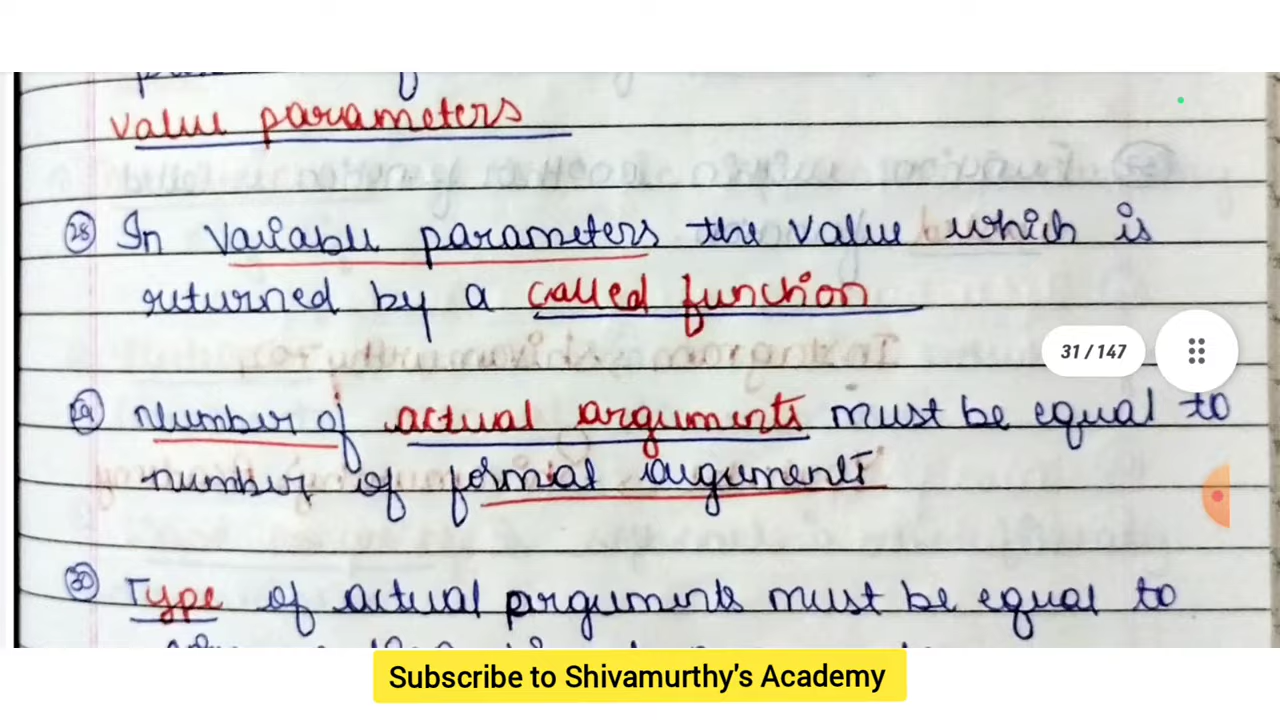 value parameters
28 In variable parameters the value which is
returned by a called function
31 / 147
29 Number of actual arguments must be equal to
number of formal argument
30 Type of actual arguments must be equal to
Subscribe to Shivamurthy's Academy